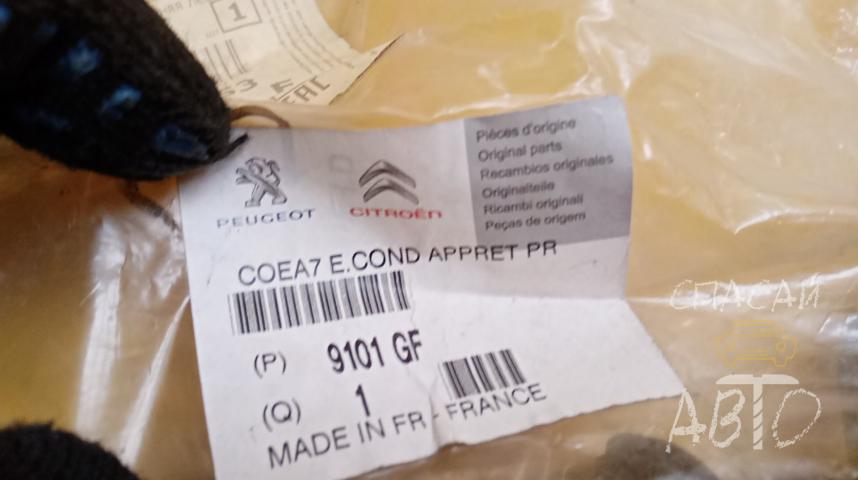 1
PEUGEOT
CITROËN
Pièces d'origine
Original parts
Recambios originales
Originalteile
Ricambi originali
Peças de origem
COEA7 E.COND APPRET PR
(P) 9101 GF
(Q) 1
MADE IN FR - FRANCE
СПАСАЙ
АВТО